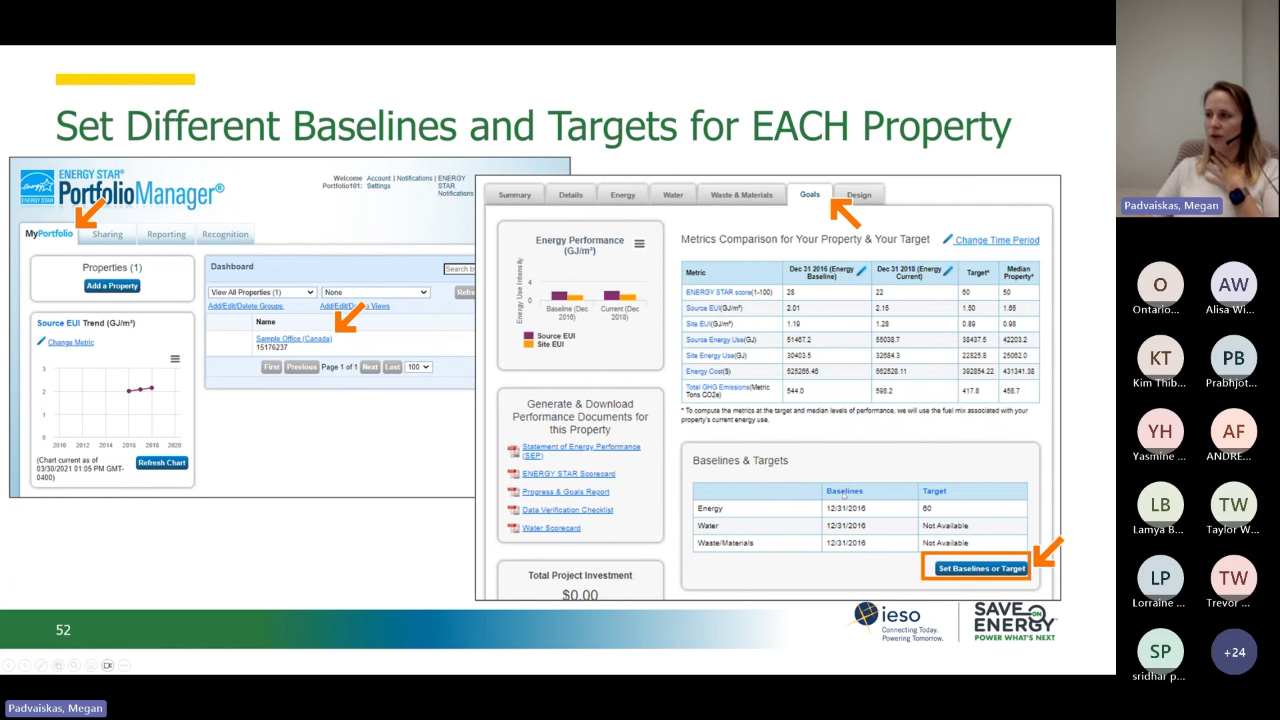 Set Different Baselines and Targets for EACH Property
ENERGY STAR®
PortfolioManager®
Welcome
Portfolio101:
Account
Settings
| Notifications |
ENERGY
STAR
Notifications
MyPortfolio
Sharing
Reporting
Recognition
Properties (1)
Add a Property
Source EUI Trend (GJ/m²)
Change Metric
3
2
1
0
2010 2012 2014 2016 2018 2020
(Chart current as of
03/30/2021 01:05 PM GMT-
0400)
Refresh Chart
Dashboard
Search by
View All Properties (1)
None
Refre
Add/Edit/Delete Groups
Name
Sample Office (Canada)
15176237
First Previous Page 1 of 1 Next Last 100
Summary
Details
Energy
Water
Waste & Materials
Goals
Design
Energy Performance
(GJ/m²)
Energy Use Intensity
4
0
Baseline (Dec
2016)
Current (Dec
2018)
Source EUI
Site EUI
Generate & Download
Performance Documents for
this Property
Statement of Energy Performance
(SEP)
ENERGY STAR Scorecard
Progress & Goals Report
Data Verification Checklist
Water Scorecard
Total Project Investment
$0.00
Metrics Comparison for Your Property & Your Target
Change Time Period
Metric Dec 31 2016 (Energy Baseline) Dec 31 2018 (Energy Current) Target* Median Property*
ENERGY STAR score(1-100) 28 22 60 50
Source EUI(GJ/m²) 2.01 2.15 1.50 1.65
Site EUI(GJ/m²) 1.19 1.28 0.89 0.98
Source Energy Use(GJ) 51467.2 55038.7 38437.5 42203.2
Site Energy Use(GJ) 30403.5 32684.3 22825.8 25062.0
Energy Cost($) 525265.46 562528.11 392854.22 431341.38
Total GHG Emissions(Metric Tons CO2e) 544.0 598.2 417.8 458.7
* To compute the metrics at the target and median levels of performance, we will use the fuel mix associated with your
property's current energy use.
Baselines & Targets
Baselines Target
Energy 12/31/2016 60
Water 12/31/2016 Not Available
Waste/Materials 12/31/2016 Not Available
Set Baselines or Target
52
ieso
Connecting Today.
Powering Tomorrow.
SAVE ON
ENERGY
POWER WHAT'S NEXT
Padvaiskas, Megan
Padvaiskas, Megan
O
Ontario...
AW
Alisa Wi...
KT
Kim Thib...
PB
Prabhjot...
YH
Yasmine ...
AF
ANDRE...
LB
Lamya B...
TW
Taylor W...
LP
Lorraine ...
TW
Trevor ...
SP
sridhar p...
+24